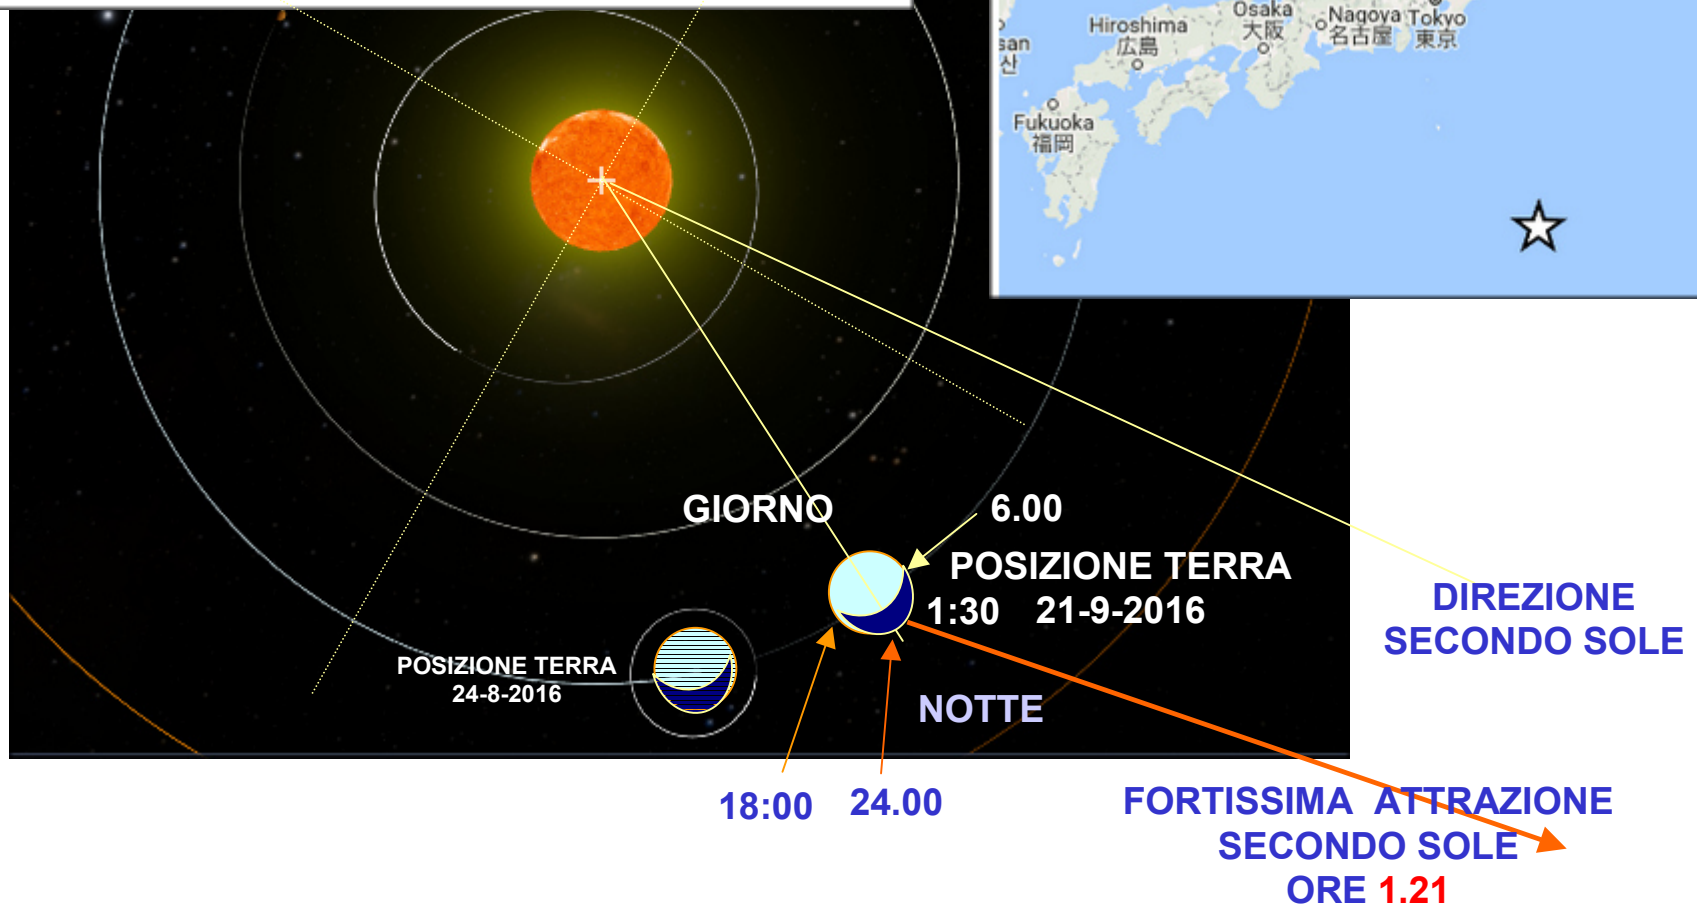 Hiroshima
広島
Osaka
大阪
Nagoya
名古屋
Tokyo
東京
san
산
Fukuoka
福岡
GIORNO
6.00
POSIZIONE TERRA
1:30 21-9-2016
DIREZIONE
SECONDO SOLE
POSIZIONE TERRA
24-8-2016
NOTTE
18:00
24.00
FORTISSIMA ATTRAZIONE
SECONDO SOLE
ORE 1.21